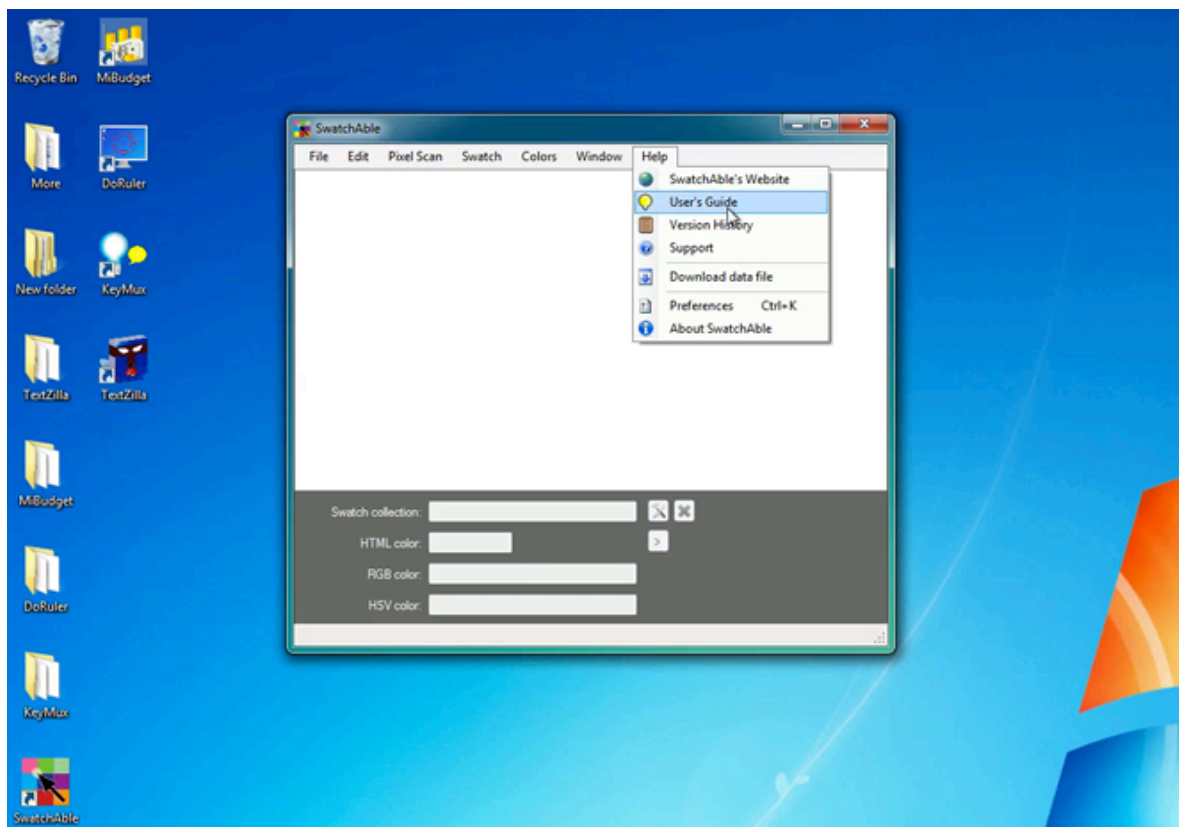 Recycle Bin
MiBudget
More
DoRuler
New folder
KeyMux
TextZilla
TextZilla
MiBudget
DoRuler
KeyMux
SwatchAble
SwatchAble
File Edit Pixel Scan Swatch Colors Window Help
SwatchAble's Website
User's Guide
Version History
Support
Download data file
Preferences Ctrl+K
About SwatchAble
Swatch collection:
HTML color:
>
RGB color:
HSV color: